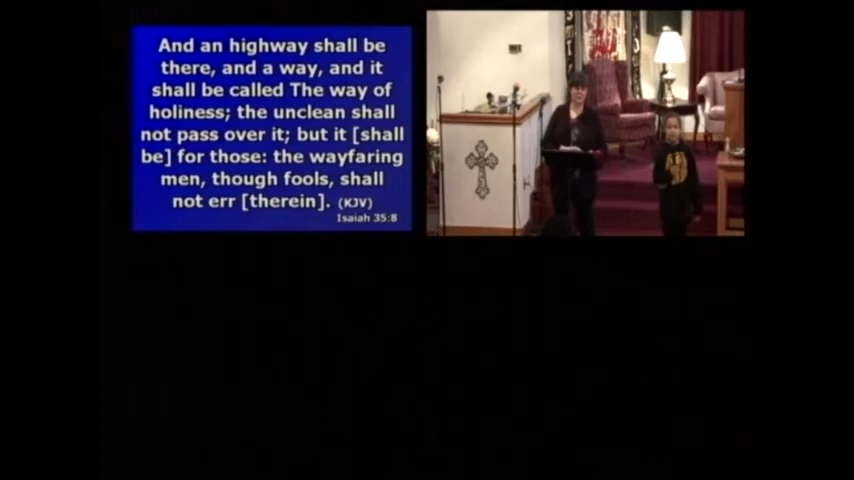 And an highway shall be
there, and a way, and it
shall be called The way of
holiness; the unclean shall
not pass over it; but it [shall
be] for those: the wayfaring
men, though fools, shall
not err [therein]. (KJV)
Isaiah 35:8